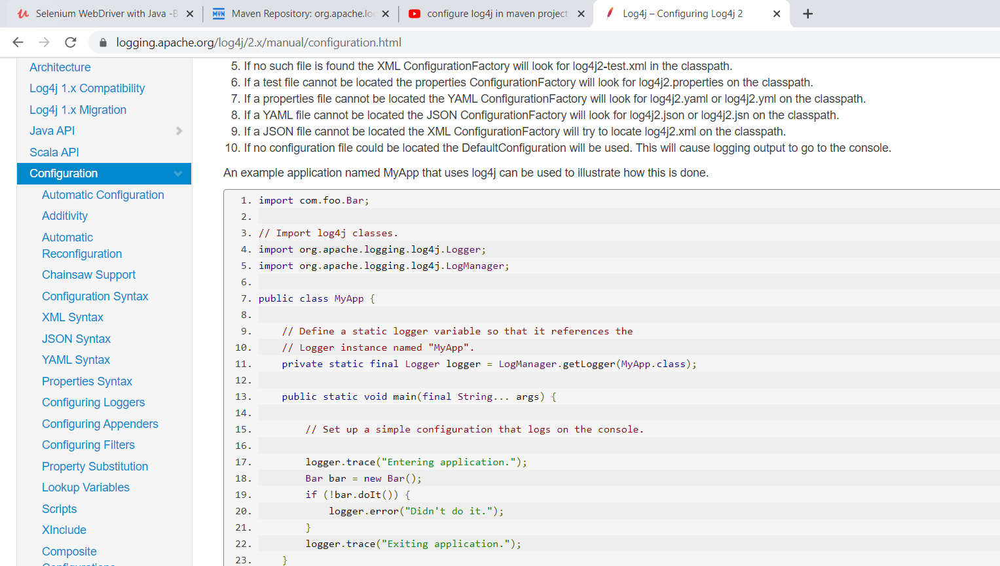 Selenium WebDriver with Java -B
Maven Repository: org.apache.lo
configure log4j in maven project
Log4j – Configuring Log4j 2
logging.apache.org/log4j/2.x/manual/configuration.html
Architecture
Log4j 1.x Compatibility
Log4j 1.x Migration
Java API
Scala API
Configuration
Automatic Configuration
Additivity
Automatic
Reconfiguration
Chainsaw Support
Configuration Syntax
XML Syntax
JSON Syntax
YAML Syntax
Properties Syntax
Configuring Loggers
Configuring Appenders
Configuring Filters
Property Substitution
Lookup Variables
Scripts
XInclude
Composite
Configurations
5. If no such file is found the XML ConfigurationFactory will look for log4j2-test.xml in the classpath.
6. If a test file cannot be located the properties ConfigurationFactory will look for log4j2.properties on the classpath.
7. If a properties file cannot be located the YAML ConfigurationFactory will look for log4j2.yaml or log4j2.yml on the classpath.
8. If a YAML file cannot be located the JSON ConfigurationFactory will look for log4j2.json or log4j2.jsn on the classpath.
9. If a JSON file cannot be located the XML ConfigurationFactory will try to locate log4j2.xml on the classpath.
10. If no configuration file could be located the DefaultConfiguration will be used. This will cause logging output to go to the console.
An example application named MyApp that uses log4j can be used to illustrate how this is done.
1. import com.foo.Bar;
2.
3. // Import log4j classes.
4. import org.apache.logging.log4j.Logger;
5. import org.apache.logging.log4j.LogManager;
6.
7. public class MyApp {
8.
9. // Define a static logger variable so that it references the
10. // Logger instance named "MyApp".
11. private static final Logger logger = LogManager.getLogger(MyApp.class);
12.
13. public static void main(final String... args) {
14.
15. // Set up a simple configuration that logs on the console.
16.
17. logger.trace("Entering application.");
18. Bar bar = new Bar();
19. if (!bar.doIt()) {
20. logger.error("Didn't do it.");
21. }
22. logger.trace("Exiting application.");
23. }